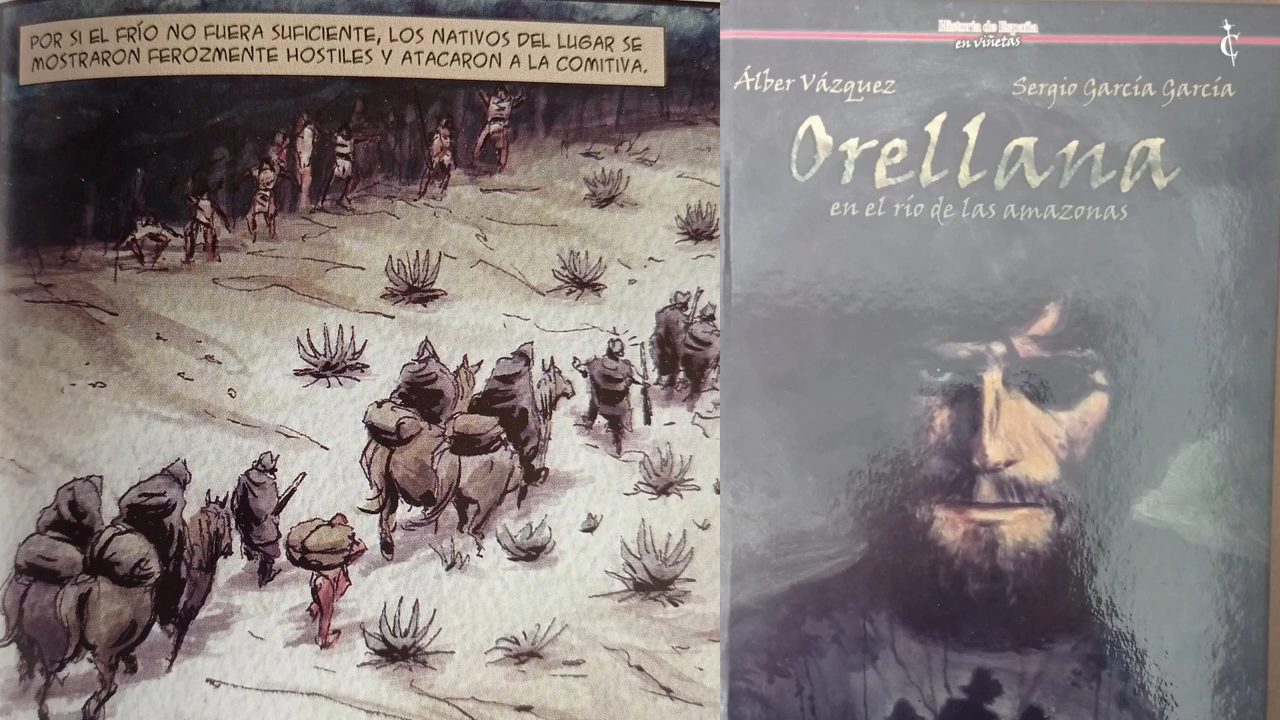 POR SI EL FRÍO NO FUERA SUFICIENTE, LOS NATIVOS DEL LUGAR SE
MOSTRARON FEROZMENTE HOSTILES Y ATACARON A LA COMITIVA.
Historia de España
en viñetas
Álber Vázquez
Sergio García García
Orellana
en el río de las amazonas